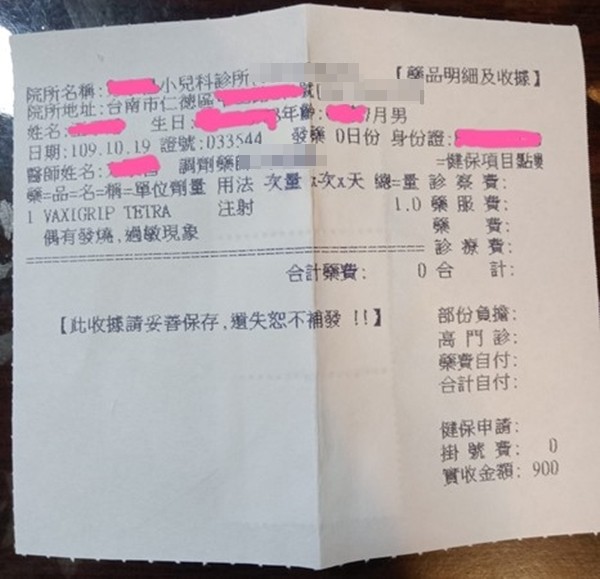 【藥品明細及收據】
院所名稱: 小兒科診所
院所地址: 台南市仁德區 號
姓名: 生日: 年齡: 月 男
日期:109.10.19 證號:033544 發藥 0日份 身份證:
醫師姓名: 調劑藥師 =健保項目點數
藥=品=名=稱=單位劑量 用法 次量 x次x天 總=量 診 察 費:
1 VAXIGRIP TETRA 注射 1.0 藥 服 費:
偶有發燒,過敏現象 藥 費:
診 療 費:
合計藥費: 0 合 計:
【此收據請妥善保存,遺失恕不補發 !!】
部份負擔:
高 門 診:
藥費自付:
合計自付:
健保申請:
掛 號 費: 0
實收金額: 900